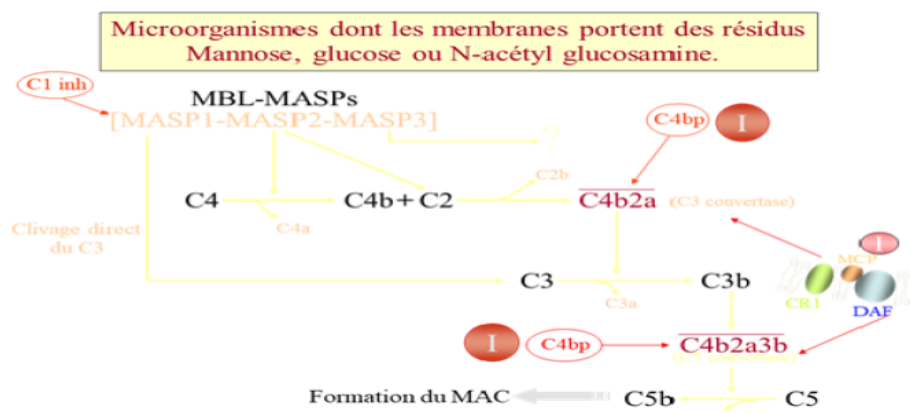 Microorganismes dont les membranes portent des résidus
Mannose, glucose ou N-acétyl glucosamine.
C1 inh
MBL-MASPs
[MASP1-MASP2-MASP3]
?
C4bp
I
C4
C4b+C2
C2b
C4b2a
(C3 convertase)
C4a
Clivage direct
du C3
I
MCP
CR1
DAF
C3
C3b
C3a
I
C4bp
C4b2a3b
Formation du MAC
C5b
C5